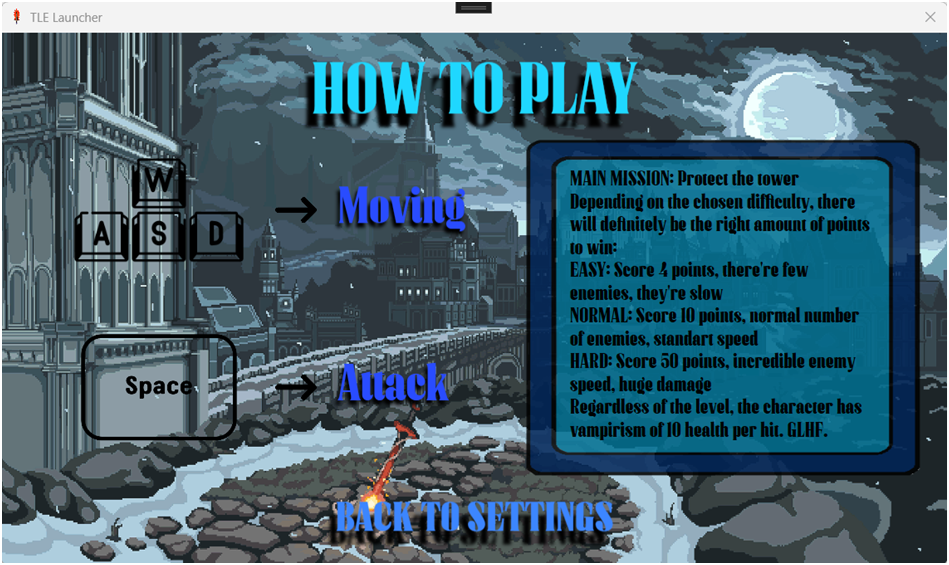 TLE Launcher
HOW TO PLAY
W
A S D
Moving
Space
Attack
MAIN MISSION: Protect the tower
Depending on the chosen difficulty, there
will definitely be the right amount of points
to win:
EASY: Score 4 points, there're few
enemies, they're slow
NORMAL: Score 10 points, normal number
of enemies, standart speed
HARD: Score 50 points, incredible enemy
speed, huge damage
Regardless of the level, the character has
vampirism of 10 health per hit. GLHF.
BACK TO SETTINGS